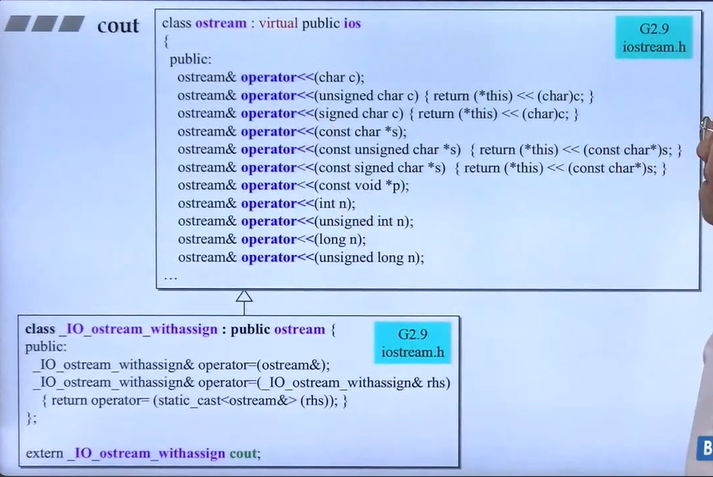 cout
class ostream : virtual public ios
{
public:
ostream& operator<<(char c);
ostream& operator<<(unsigned char c) { return (*this) << (char)c; }
ostream& operator<<(signed char c) { return (*this) << (char)c; }
ostream& operator<<(const char *s);
ostream& operator<<(const unsigned char *s) { return (*this) << (const char*)s; }
ostream& operator<<(const signed char *s) { return (*this) << (const char*)s; }
ostream& operator<<(const void *p);
ostream& operator<<(int n);
ostream& operator<<(unsigned int n);
ostream& operator<<(long n);
ostream& operator<<(unsigned long n);
...
G2.9
iostream.h
class _IO_ostream_withassign : public ostream {
public:
_IO_ostream_withassign& operator=(ostream&);
_IO_ostream_withassign& operator=(_IO_ostream_withassign& rhs)
{ return operator= (static_cast<ostream&> (rhs)); }
};
extern _IO_ostream_withassign cout;
G2.9
iostream.h
B